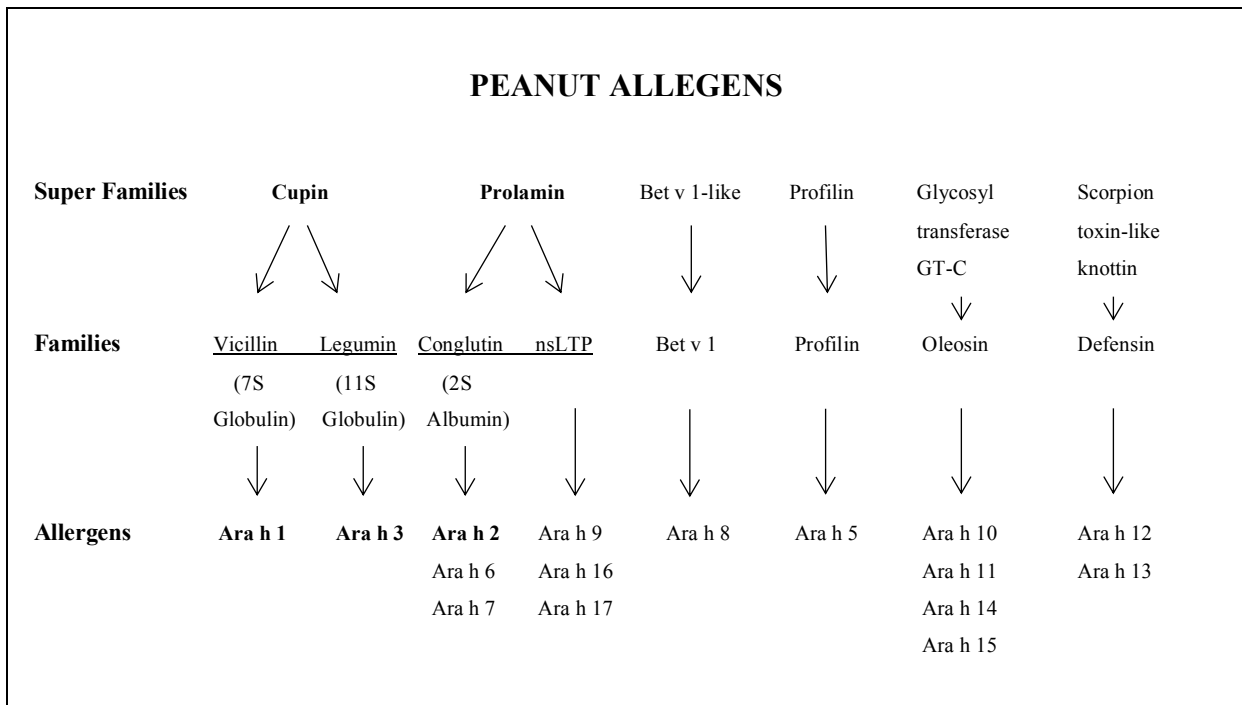 PEANUT ALLEGENS
Super Families Cupin Prolamin Bet v 1-like Profilin Glycosyl Scorpion
transferase toxin-like
GT-C knottin
Families Vicillin Legumin Conglutin nsLTP Bet v 1 Profilin Oleosin Defensin
(7S (11S (2S
Globulin) Globulin) Albumin)
Allergens Ara h 1 Ara h 3 Ara h 2 Ara h 9 Ara h 8 Ara h 5 Ara h 10 Ara h 12
Ara h 6 Ara h 16 Ara h 11 Ara h 13
Ara h 7 Ara h 17 Ara h 14
Ara h 15